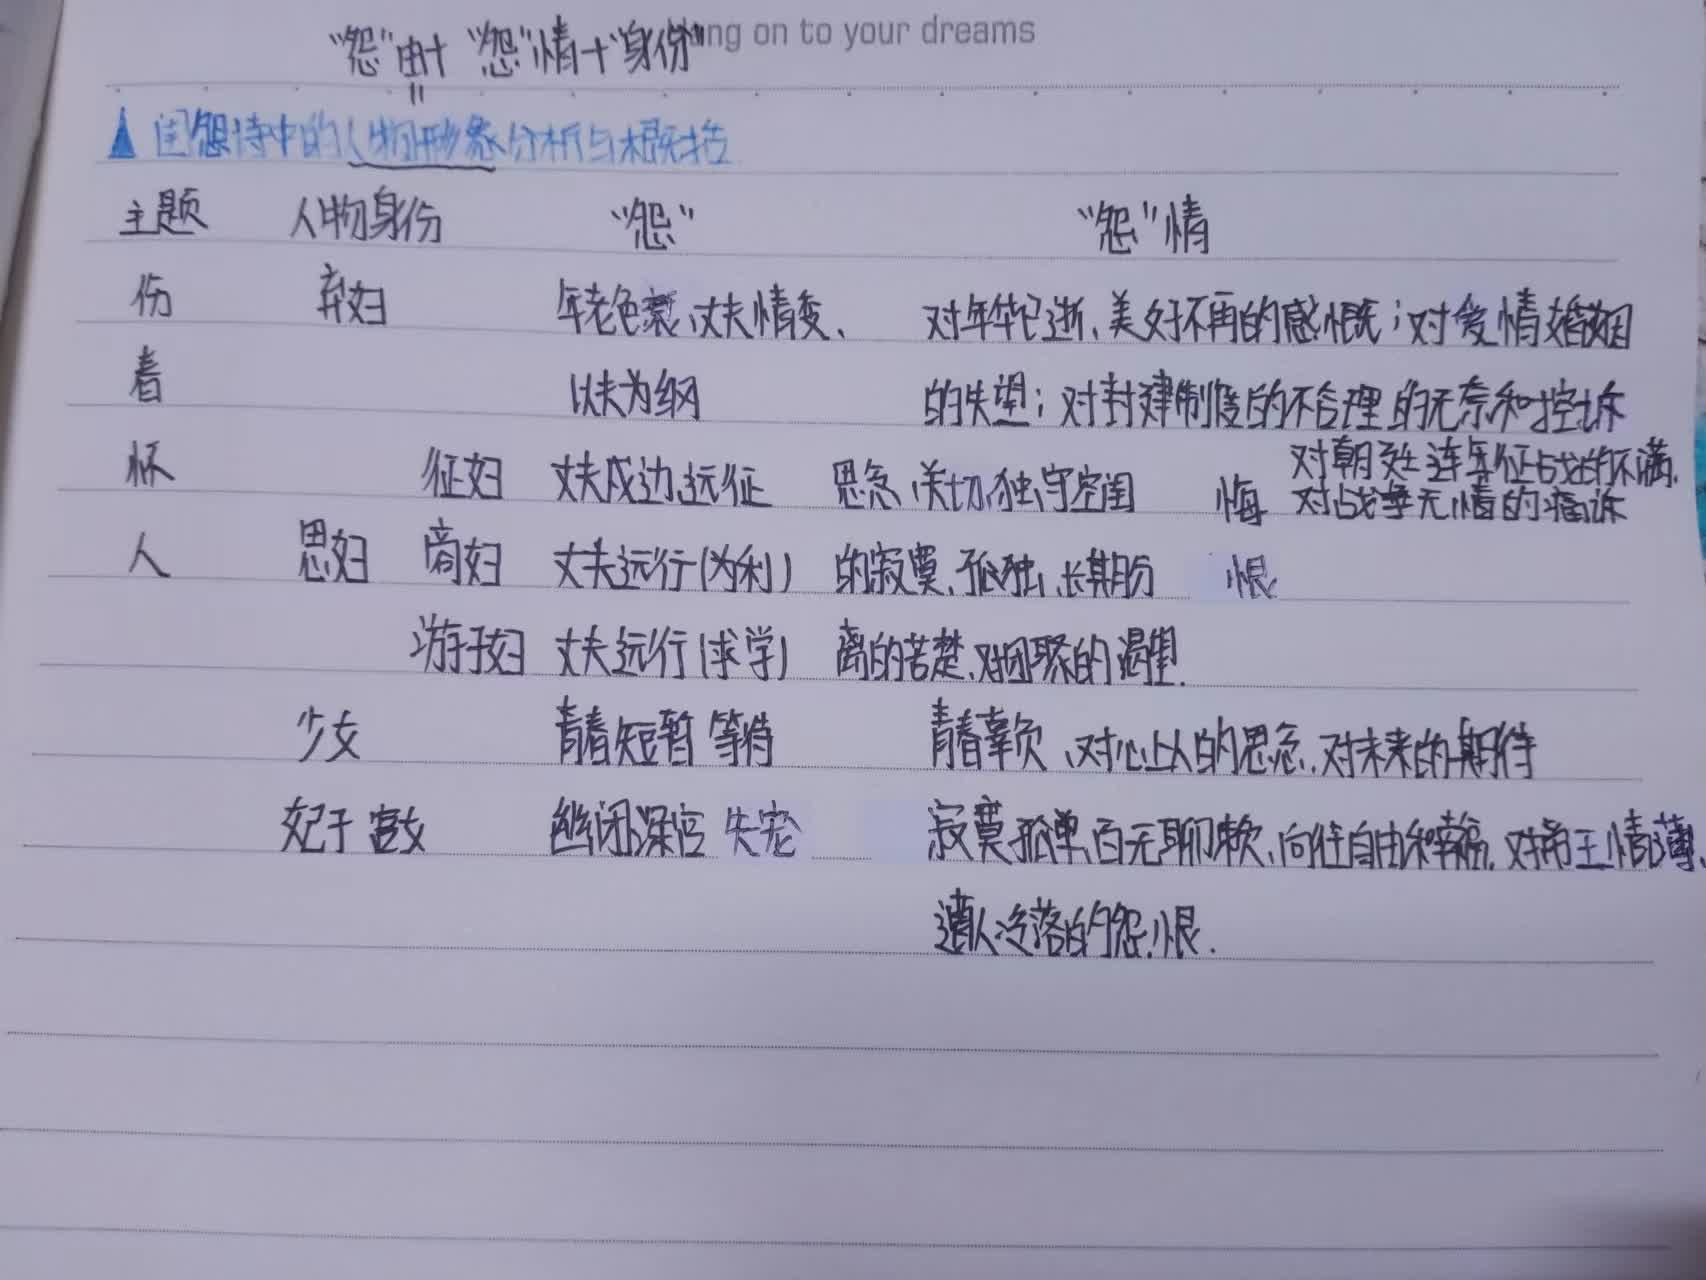 "怨"由+"怨"情+"身份"
ng on to your dreams
闺怨诗中的人物形象分析与概括
主题 人物身份 "怨" "怨"情
伤 弃妇 年老色衰、丈夫情变、 对年华已逝、美好不再的感慨；对爱情婚姻
春 以夫为纲 的失望；对封建制度的不合理的无奈和控诉
怀 征妇 丈夫戍边、远征 思念、关切、独守空闺 悔 对朝廷连年征战的不满、
对战争无情的痛诉
人 思妇 商妇 丈夫远行(为利) 的寂寞、孤独、长期分 恨
游子妇 丈夫远行(求学) 离的苦楚、对团聚的渴望.
少女 青春短暂 等待 青春辜负、对心上人的思念、对未来的期待
妃子 宫女 幽闭深宫 失宠 寂寞孤单、百无聊赖、向往自由和幸福、对帝王情薄、
遭人冷落的怨恨.